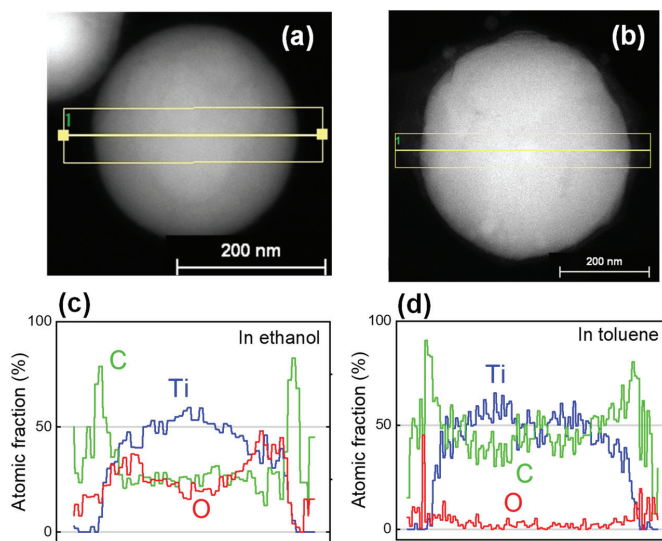 (a)
1
200 nm
(b)
1
200 nm
(c)
100
In ethanol
C
Ti
50
O
0
Atomic fraction (%)
(d)
100
In toluene
Ti
50
C
O
0
Atomic fraction (%)